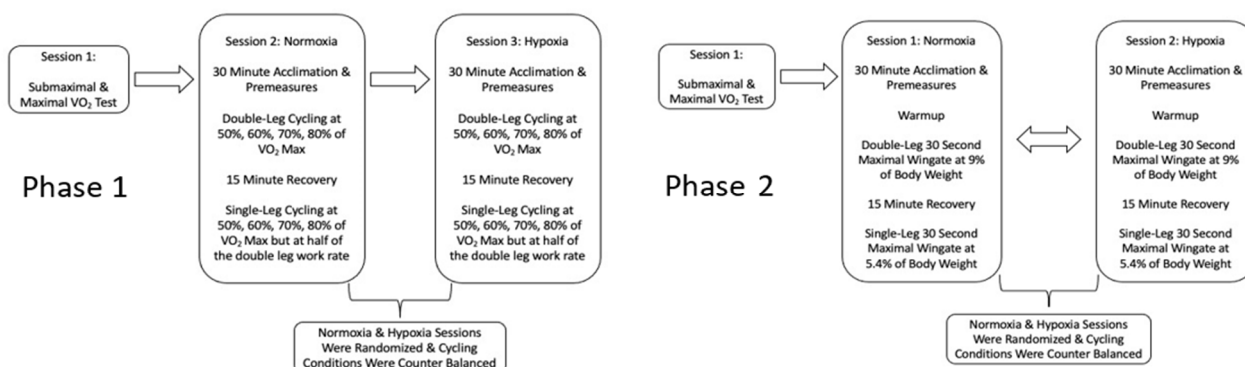 Phase 1
Session 1:
Submaximal &
Maximal VO₂ Test
Session 2: Normoxia
30 Minute Acclimation &
Premeasures
Double-Leg Cycling at
50%, 60%, 70%, 80% of
VO₂ Max
15 Minute Recovery
Single-Leg Cycling at
50%, 60%, 70%, 80% of
VO₂ Max but at half of
the double leg work rate
Session 3: Hypoxia
30 Minute Acclimation &
Premeasures
Double-Leg Cycling at
50%, 60%, 70%, 80% of
VO₂ Max
15 Minute Recovery
Single-Leg Cycling at
50%, 60%, 70%, 80% of
VO₂ Max but at half of
the double leg work rate
Normoxia & Hypoxia Sessions
Were Randomized & Cycling
Conditions Were Counter Balanced
Phase 2
Session 1:
Submaximal &
Maximal VO₂ Test
Session 1: Normoxia
30 Minute Acclimation &
Premeasures
Warmup
Double-Leg 30 Second
Maximal Wingate at 9%
of Body Weight
15 Minute Recovery
Single-Leg 30 Second
Maximal Wingate at
5.4% of Body Weight
Session 2: Hypoxia
30 Minute Acclimation &
Premeasures
Warmup
Double-Leg 30 Second
Maximal Wingate at 9%
of Body Weight
15 Minute Recovery
Single-Leg 30 Second
Maximal Wingate at
5.4% of Body Weight
Normoxia & Hypoxia Sessions
Were Randomized & Cycling
Conditions Were Counter Balanced